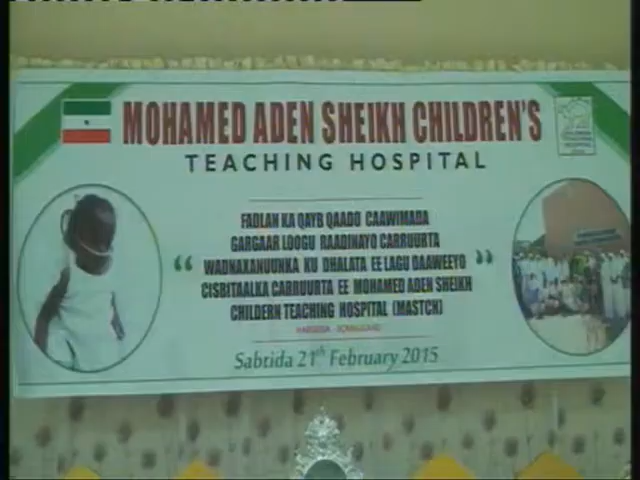 MOHAMED ADEN SHEIKH CHILDREN'S
TEACHING HOSPITAL
FADLAN KA QAYB QAADO CAAWIMADA
GARGAAR LOOGU RAADINAYO CARRUURTA
"WADNAXANUUNKA KU DHALATA EE LAGU DAAWEEYO"
CISBITAALKA CARRUURTA EE MOHAMED ADEN SHEIKH
CHILDERN TEACHING HOSPITAL (MASTCH)
HARGEISA - SOMALILAND
Sabrida 21th February 2015